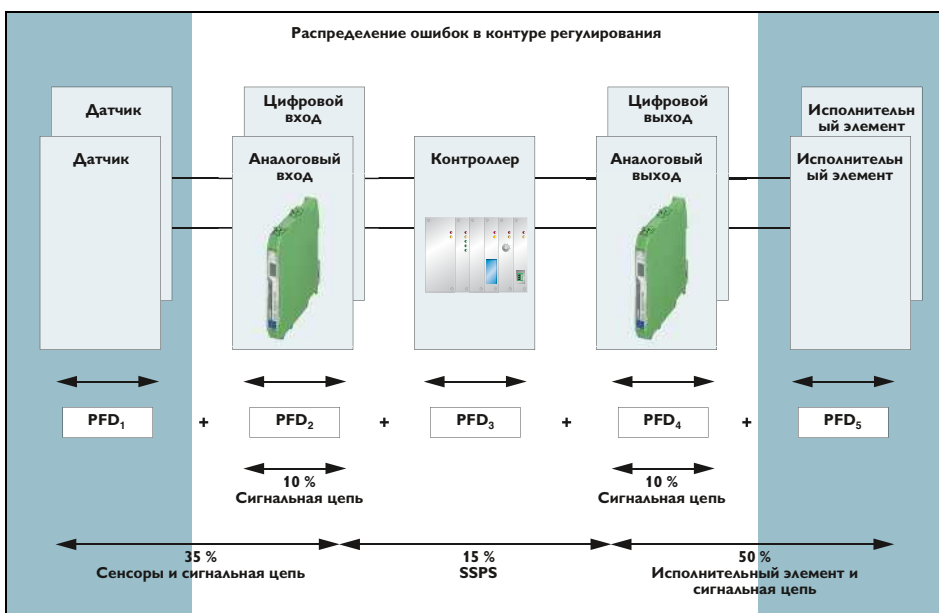 Распределение ошибок в контуре регулирования
Датчик
Датчик
Цифровой
вход
Аналоговый
вход
Контроллер
Цифровой
выход
Аналоговый
выход
Исполнительн
ый элемент
Исполнительн
ый элемент
PFD₁ + PFD₂ + PFD₃ + PFD₄ + PFD₅
10 %
Сигнальная цепь
10 %
Сигнальная цепь
35 %
Сенсоры и сигнальная цепь
15 %
SSPS
50 %
Исполнительный элемент и
сигнальная цепь